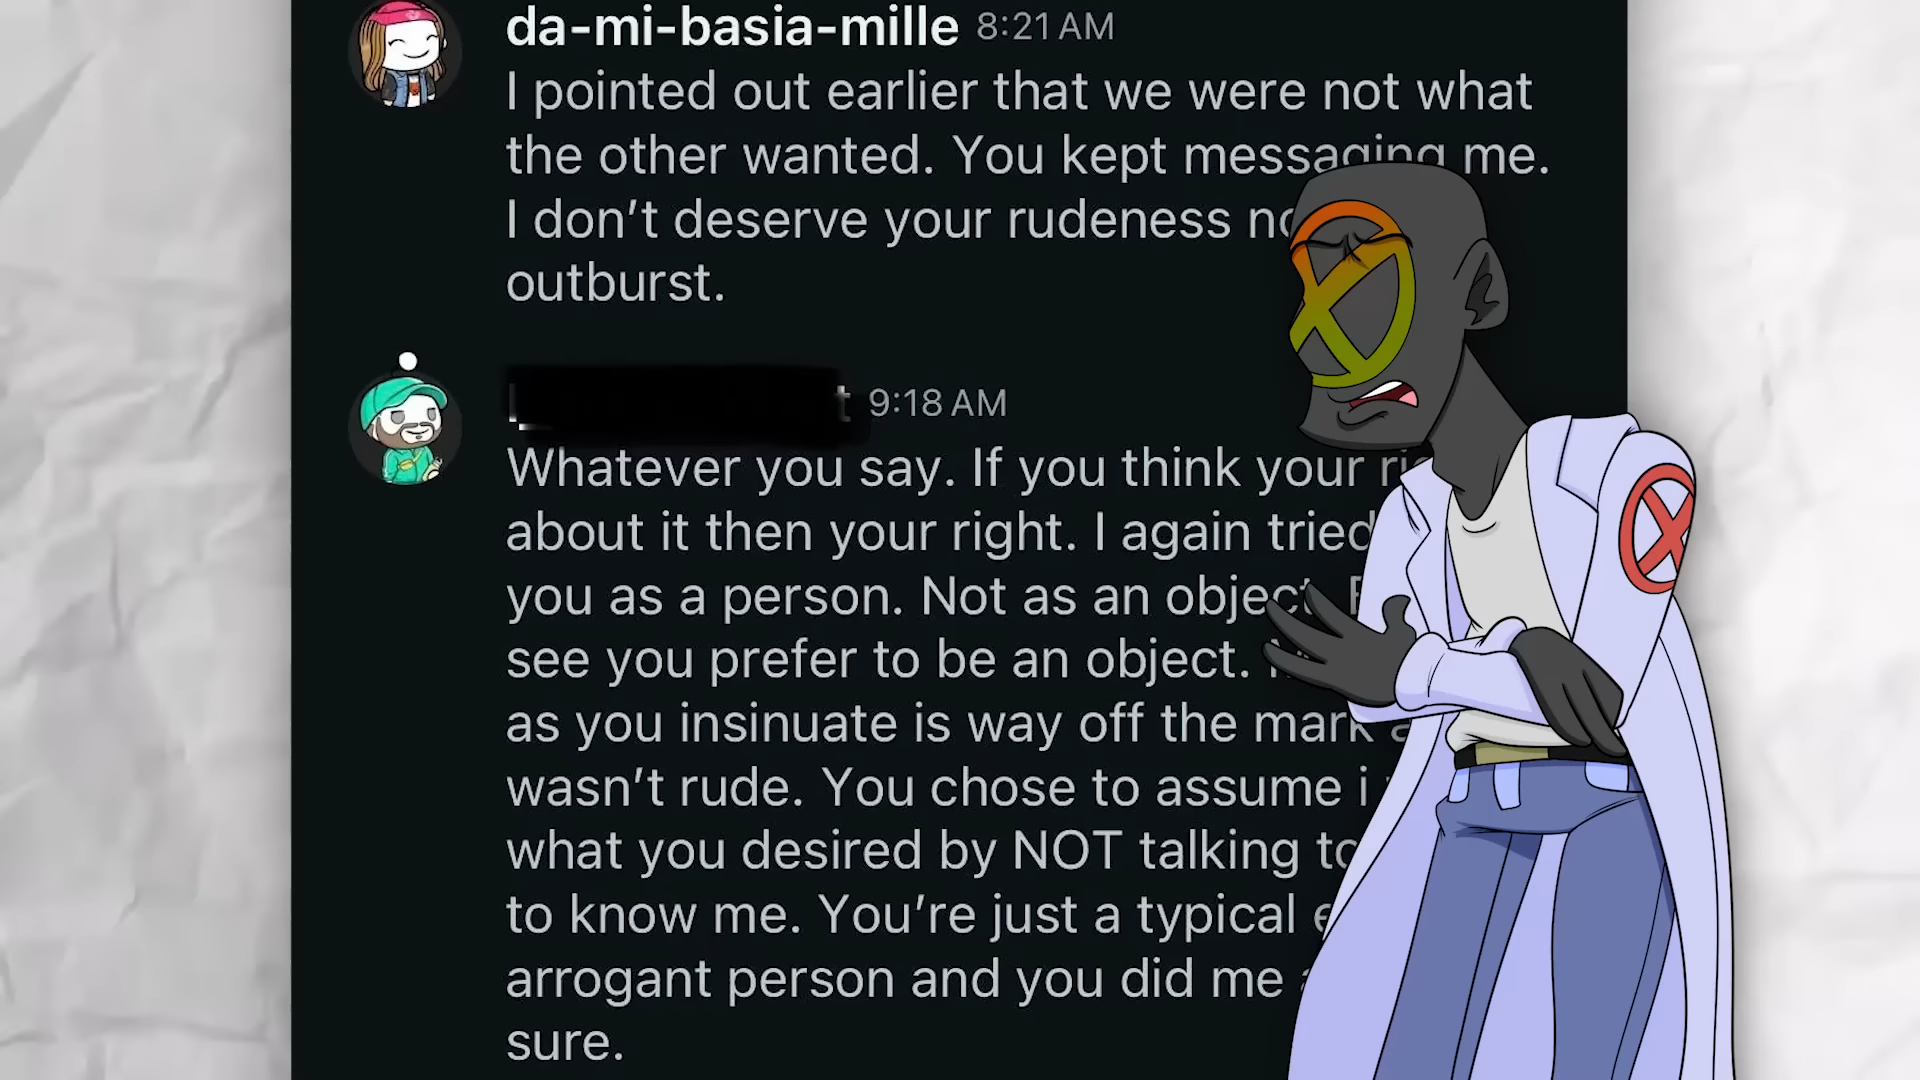 da-mi-basia-mille 8:21 AM
I pointed out earlier that we were not what
the other wanted. You kept messaging me.
I don't deserve your rudeness
outburst.
9:18 AM
Whatever you say. If you think your
about it then your right. I again tried
you as a person. Not as an object.
see you prefer to be an object.
as you insinuate is way off the mark
wasn't rude. You chose to assume i
what you desired by NOT talking
to know me. You're just a typical
arrogant person and you did me
sure.